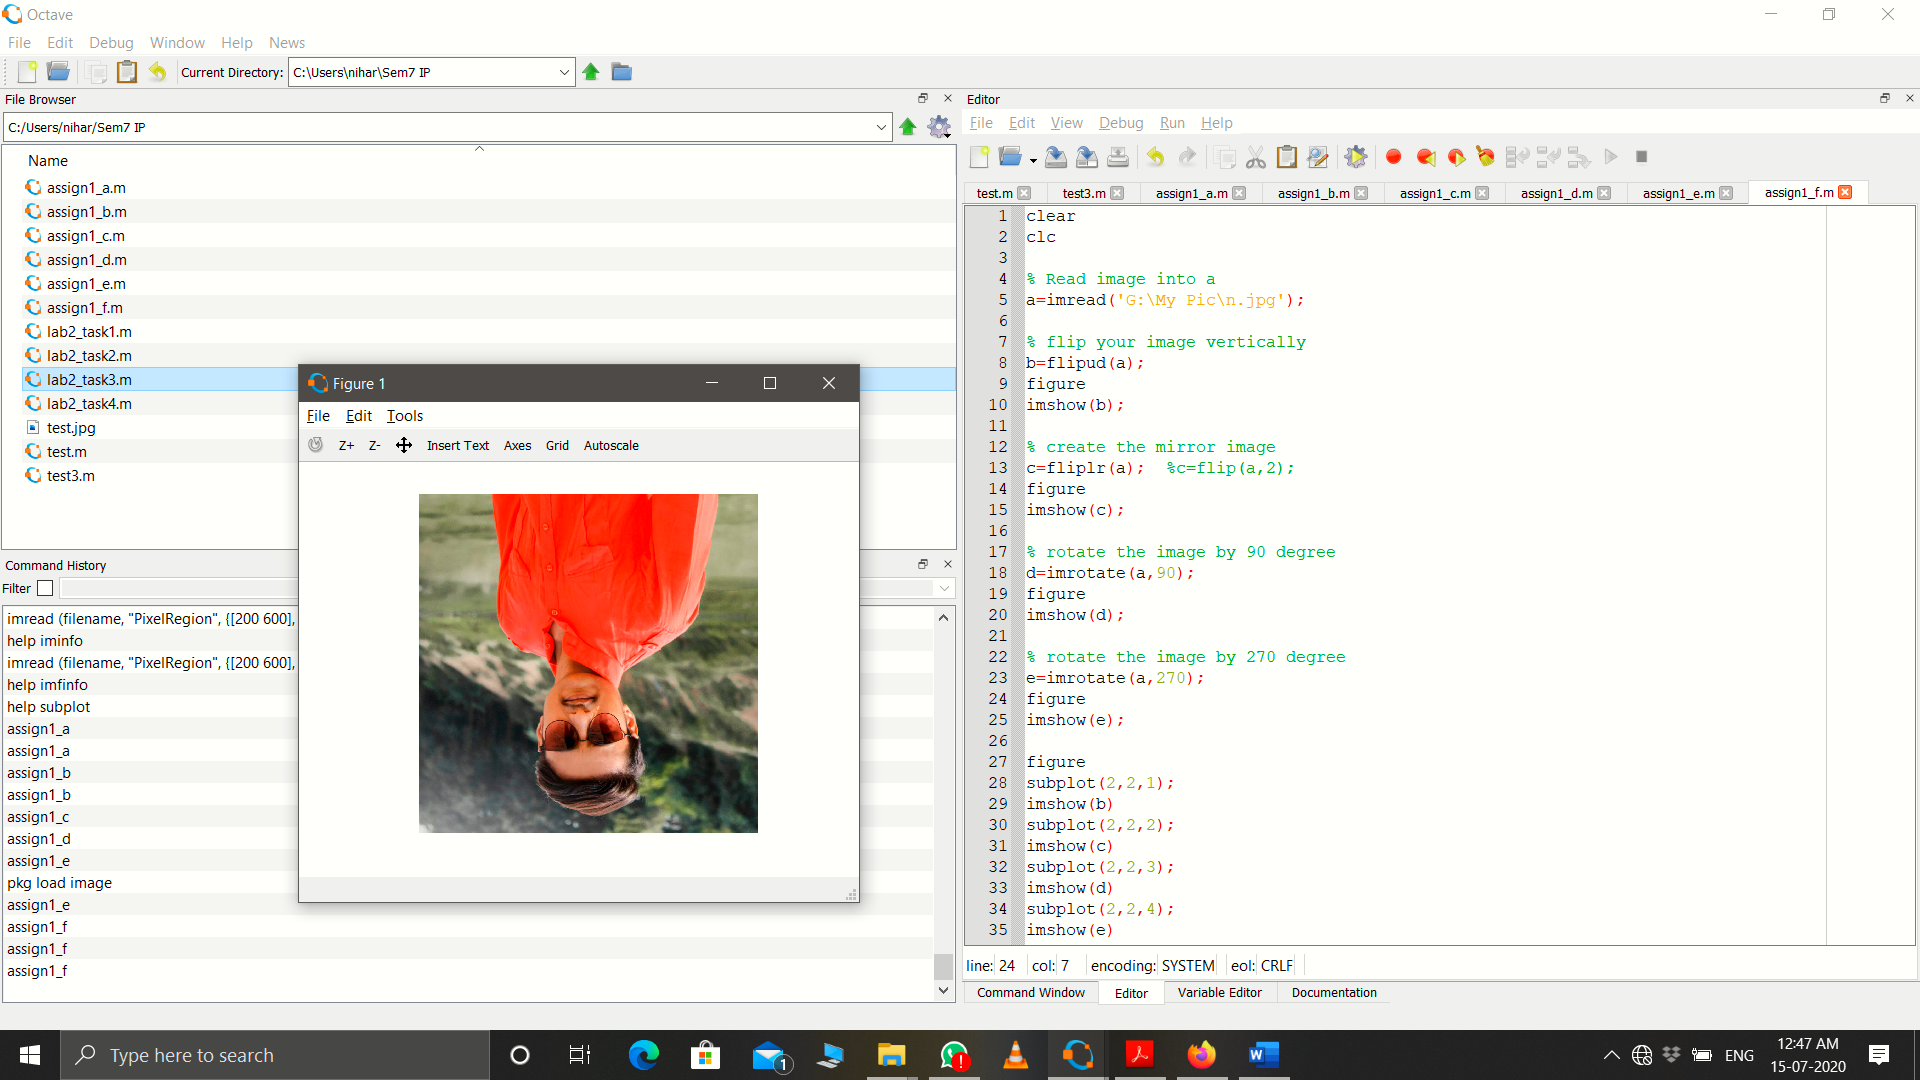 Octave
File Edit Debug Window Help News
Current Directory: C:\Users\nihar\Sem7 IP
File Browser
C:/Users/nihar/Sem7 IP
Name
assign1_a.m
assign1_b.m
assign1_c.m
assign1_d.m
assign1_e.m
assign1_f.m
lab2_task1.m
lab2_task2.m
lab2_task3.m
lab2_task4.m
test.jpg
test.m
test3.m
Command History
Filter
imread (filename, "PixelRegion", {[200 600],
help iminfo
imread (filename, "PixelRegion", {[200 600],
help imfinfo
help subplot
assign1_a
assign1_a
assign1_b
assign1_b
assign1_c
assign1_d
assign1_e
pkg load image
assign1_e
assign1_f
assign1_f
assign1_f
Figure 1
File Edit Tools
Z+ Z- Insert Text Axes Grid Autoscale
Editor
File Edit View Debug Run Help
test.m test3.m assign1_a.m assign1_b.m assign1_c.m assign1_d.m assign1_e.m assign1_f.m
1 clear
2 clc
3
4 % Read image into a
5 a=imread('G:\My Pic\n.jpg');
6
7 % flip your image vertically
8 b=flipud(a);
9 figure
10 imshow(b);
11
12 % create the mirror image
13 c=fliplr(a); %c=flip(a,2);
14 figure
15 imshow(c);
16
17 % rotate the image by 90 degree
18 d=imrotate(a,90);
19 figure
20 imshow(d);
21
22 % rotate the image by 270 degree
23 e=imrotate(a,270);
24 figure
25 imshow(e);
26
27 figure
28 subplot(2,2,1);
29 imshow(b)
30 subplot(2,2,2);
31 imshow(c)
32 subplot(2,2,3);
33 imshow(d)
34 subplot(2,2,4);
35 imshow(e)
line: 24 col: 7 encoding: SYSTEM eol: CRLF
Command Window Editor Variable Editor Documentation
Type here to search
1
ENG
12:47 AM
15-07-2020